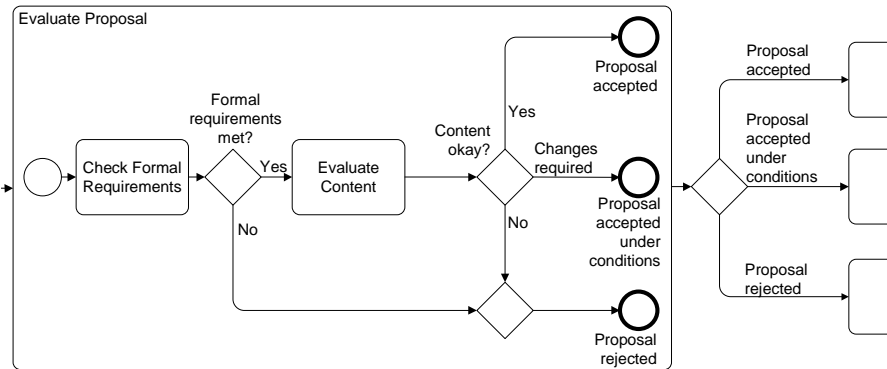 Evaluate Proposal
Formal
requirements
met?
Check Formal
Requirements
Yes
No
Evaluate
Content
Content
okay?
Yes
Changes
required
No
Proposal
accepted
Proposal
accepted
under
conditions
Proposal
rejected
Proposal
accepted
Proposal
accepted
under
conditions
Proposal
rejected